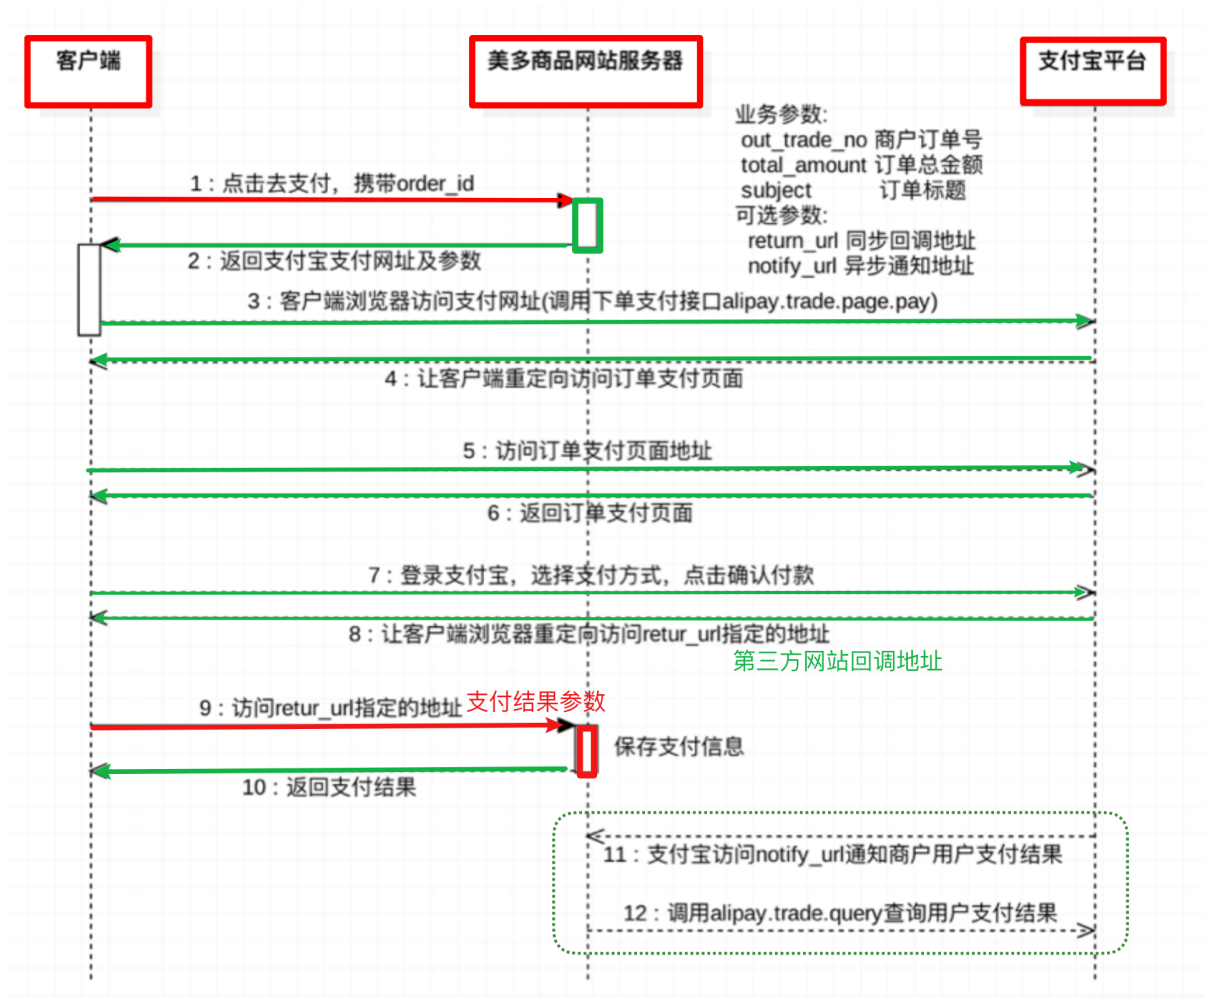 客户端
美多商品网站服务器
支付宝平台
业务参数:
out_trade_no 商户订单号
total_amount 订单总金额
subject 订单标题
可选参数:
return_url 同步回调地址
notify_url 异步通知地址
1 : 点击去支付，携带order_id
2 : 返回支付宝支付网址及参数
3 : 客户端浏览器访问支付网址(调用下单支付接口alipay.trade.page.pay)
4 : 让客户端重定向访问订单支付页面
5 : 访问订单支付页面地址
6 : 返回订单支付页面
7 : 登录支付宝，选择支付方式，点击确认付款
8 : 让客户端浏览器重定向访问retur_url指定的地址
第三方网站回调地址
9 : 访问retur_url指定的地址 支付结果参数
保存支付信息
10 : 返回支付结果
11 : 支付宝访问notify_url通知商户用户支付结果
12 : 调用alipay.trade.query查询用户支付结果